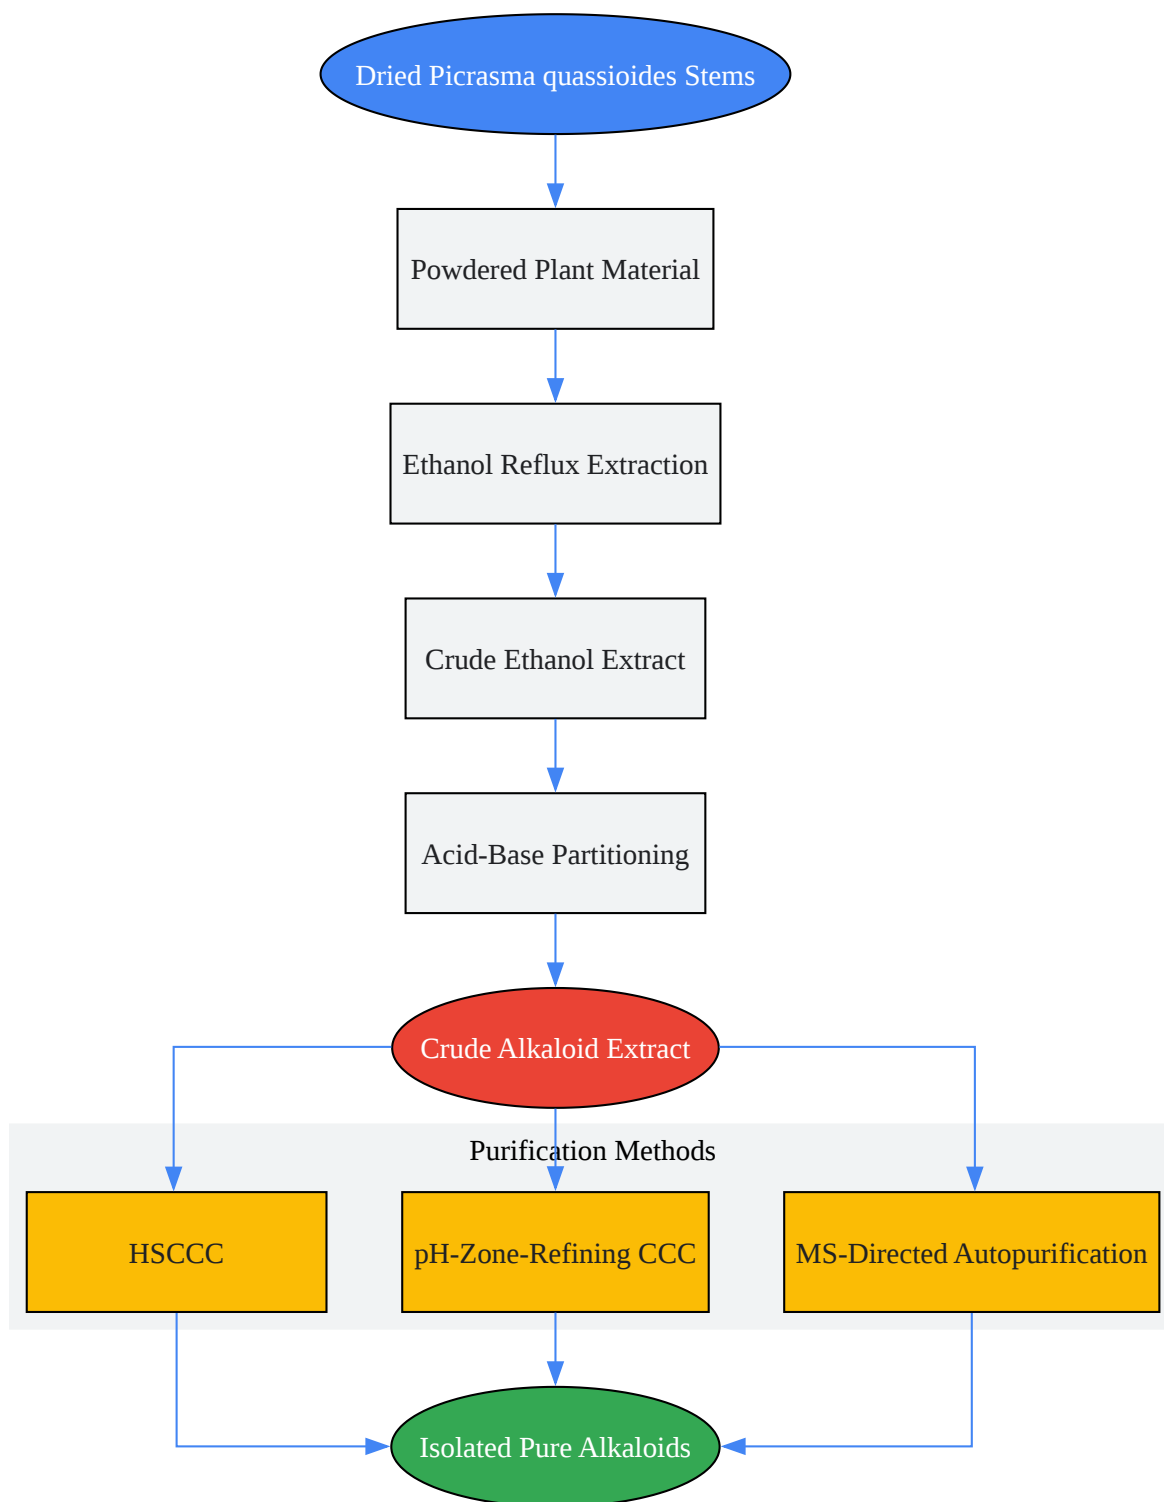 Dried Picrasma quassioides Stems
Powdered Plant Material
Ethanol Reflux Extraction
Crude Ethanol Extract
Acid-Base Partitioning
Crude Alkaloid Extract
Purification Methods
HSCCC
pH-Zone-Refining CCC
MS-Directed Autopurification
Isolated Pure Alkaloids